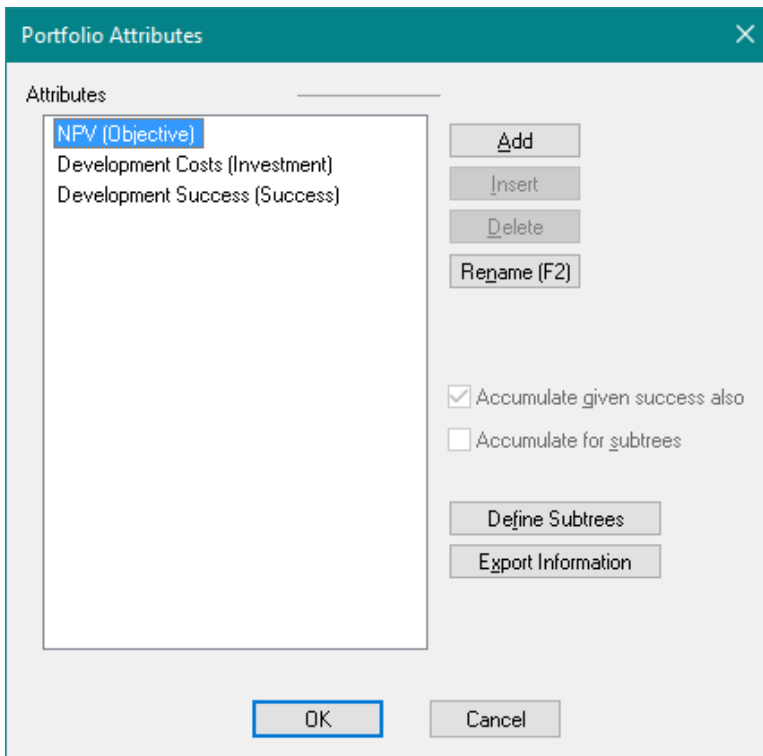 Portfolio Attributes
Attributes
NPV (Objective)
Development Costs (Investment)
Development Success (Success)
Add
Insert
Delete
Rename (F2)
Accumulate given success also
Accumulate for subtrees
Define Subtrees
Export Information
OK
Cancel